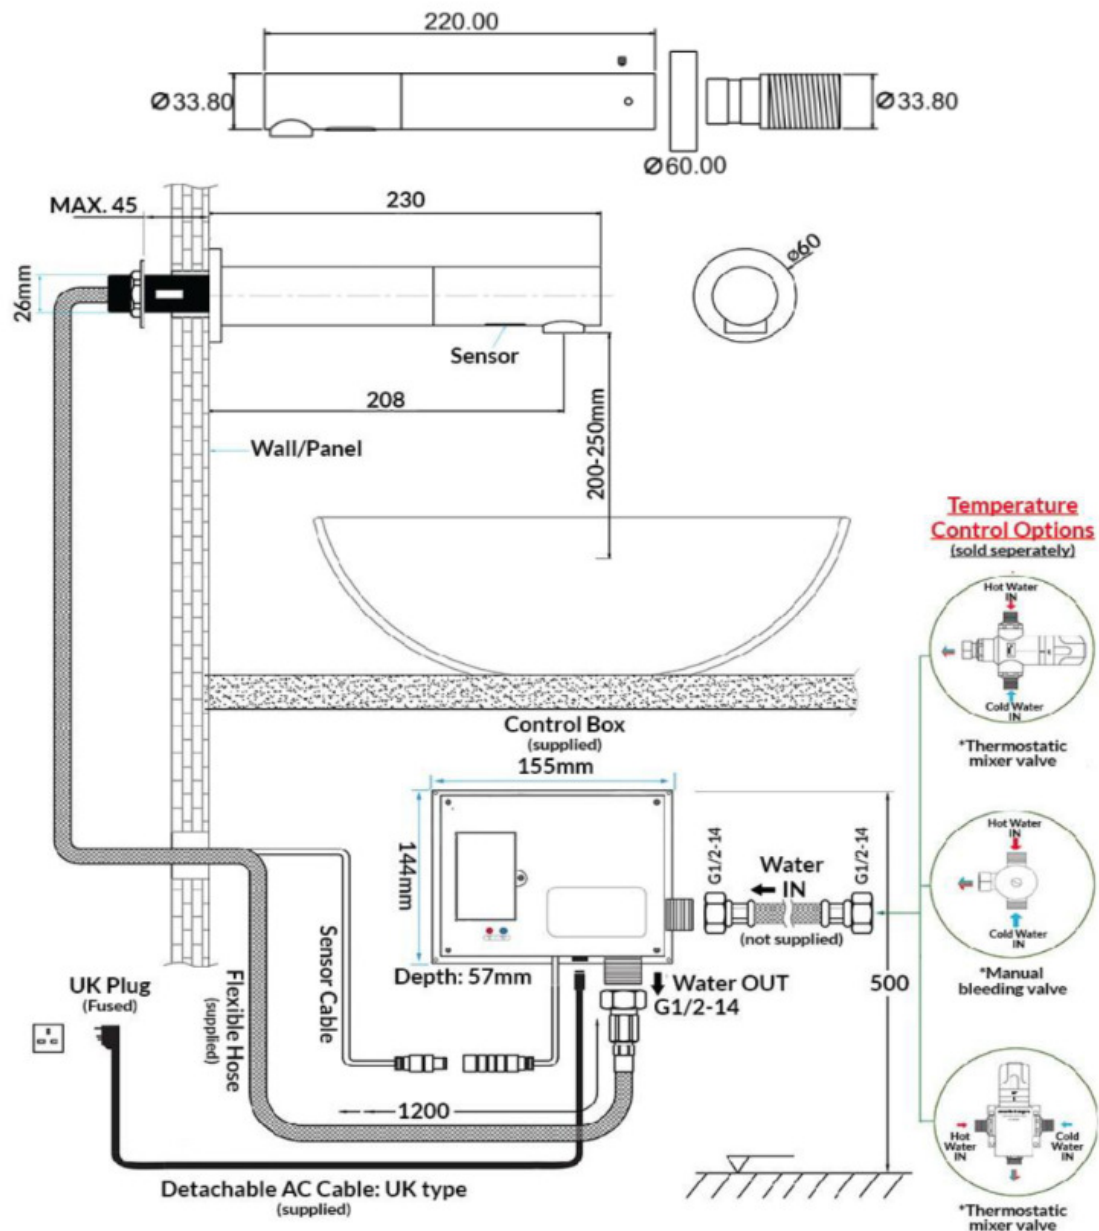 220.00
Ø33.80
Ø33.80
Ø60.00
MAX. 45
230
26mm
ø60
Sensor
208
200-250mm
Wall/Panel
Temperature
Control Options
(sold seperately)
Hot Water
IN
Cold Water
IN
*Thermostatic
mixer valve
Control Box
(supplied)
155mm
144mm
G1/2-14
G1/2-14
Water
IN
(not supplied)
Hot Water
IN
Cold Water
IN
*Manual
bleeding valve
Depth: 57mm
Water OUT
G1/2-14
500
UK Plug
(Fused)
Flexible Hose
(supplied)
Sensor Cable
1200
Hot
Water
IN
Cold
Water
IN
*Thermostatic
mixer valve
Detachable AC Cable: UK type
(supplied)